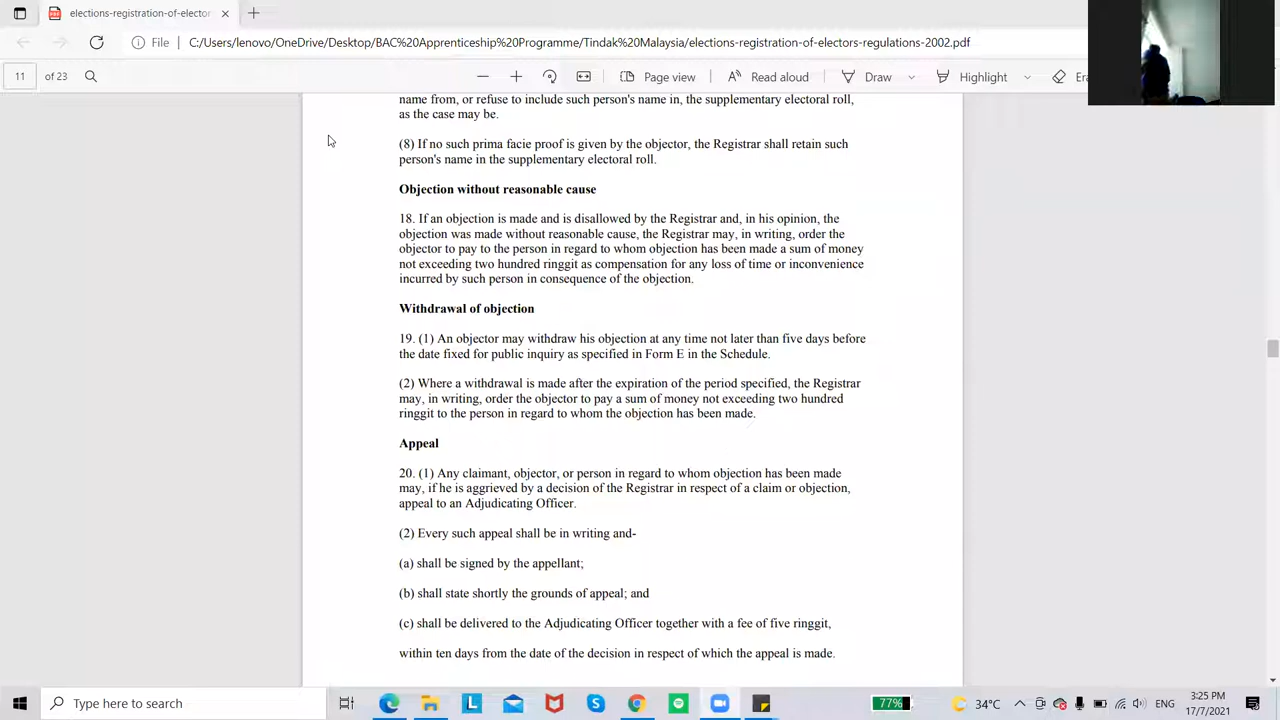 elections-registration-of-elector
File
C:/Users/lenovo/OneDrive/Desktop/BAC%20Apprenticeship%20Programme/Tindak%20Malaysia/elections-registration-of-electors-regulations-2002.pdf
11 of 23
Page view
Read aloud
Draw
Highlight
Era
name from, or refuse to include such person's name in, the supplementary electoral roll,
as the case may be.
(8) If no such prima facie proof is given by the objector, the Registrar shall retain such
person's name in the supplementary electoral roll.
Objection without reasonable cause
18. If an objection is made and is disallowed by the Registrar and, in his opinion, the
objection was made without reasonable cause, the Registrar may, in writing, order the
objector to pay to the person in regard to whom objection has been made a sum of money
not exceeding two hundred ringgit as compensation for any loss of time or inconvenience
incurred by such person in consequence of the objection.
Withdrawal of objection
19. (1) An objector may withdraw his objection at any time not later than five days before
the date fixed for public inquiry as specified in Form E in the Schedule.
(2) Where a withdrawal is made after the expiration of the period specified, the Registrar
may, in writing, order the objector to pay a sum of money not exceeding two hundred
ringgit to the person in regard to whom the objection has been made.
Appeal
20. (1) Any claimant, objector, or person in regard to whom objection has been made
may, if he is aggrieved by a decision of the Registrar in respect of a claim or objection,
appeal to an Adjudicating Officer.
(2) Every such appeal shall be in writing and-
(a) shall be signed by the appellant;
(b) shall state shortly the grounds of appeal; and
(c) shall be delivered to the Adjudicating Officer together with a fee of five ringgit,
within ten days from the date of the decision in respect of which the appeal is made.
Type here to search
77%
34°C
ENG
3:25 PM
17/7/2021